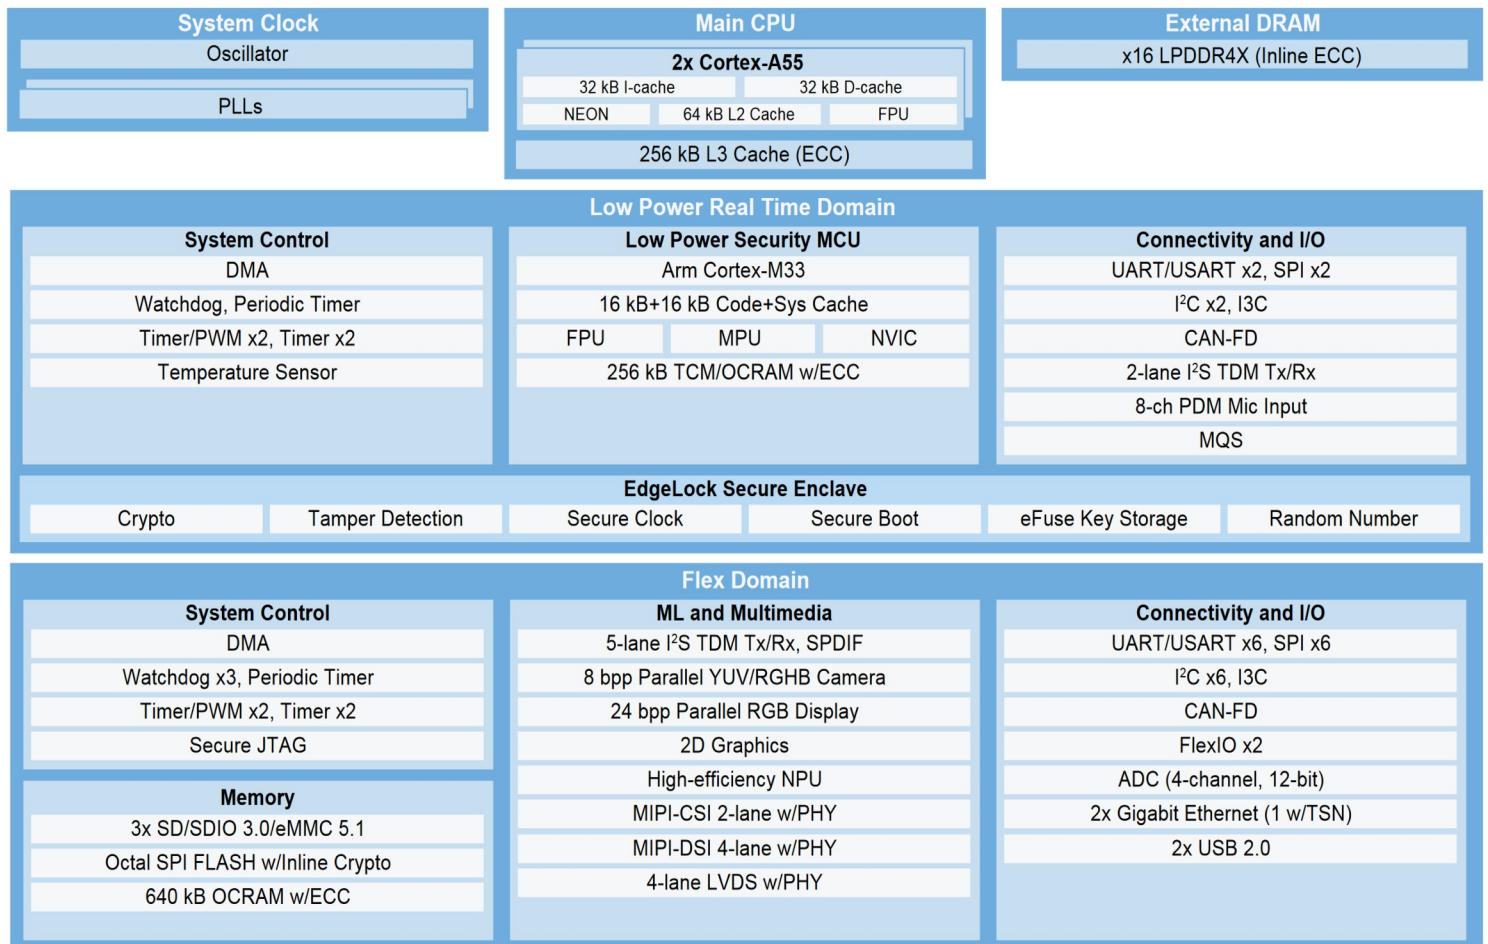 System Clock
Oscillator
PLLs
Main CPU
2x Cortex-A55
32 kB I-cache
32 kB D-cache
NEON
64 kB L2 Cache
FPU
256 kB L3 Cache (ECC)
External DRAM
x16 LPDDR4X (Inline ECC)
Low Power Real Time Domain
System Control
DMA
Watchdog, Periodic Timer
Timer/PWM x2, Timer x2
Temperature Sensor
Low Power Security MCU
Arm Cortex-M33
16 kB+16 kB Code+Sys Cache
FPU
MPU
NVIC
256 kB TCM/OCRAM w/ECC
Connectivity and I/O
UART/USART x2, SPI x2
I²C x2, I3C
CAN-FD
2-lane I²S TDM Tx/Rx
8-ch PDM Mic Input
MQS
EdgeLock Secure Enclave
Crypto
Tamper Detection
Secure Clock
Secure Boot
eFuse Key Storage
Random Number
Flex Domain
System Control
DMA
Watchdog x3, Periodic Timer
Timer/PWM x2, Timer x2
Secure JTAG
Memory
3x SD/SDIO 3.0/eMMC 5.1
Octal SPI FLASH w/Inline Crypto
640 kB OCRAM w/ECC
ML and Multimedia
5-lane I²S TDM Tx/Rx, SPDIF
8 bpp Parallel YUV/RGHB Camera
24 bpp Parallel RGB Display
2D Graphics
High-efficiency NPU
MIPI-CSI 2-lane w/PHY
MIPI-DSI 4-lane w/PHY
4-lane LVDS w/PHY
Connectivity and I/O
UART/USART x6, SPI x6
I²C x6, I3C
CAN-FD
FlexIO x2
ADC (4-channel, 12-bit)
2x Gigabit Ethernet (1 w/TSN)
2x USB 2.0